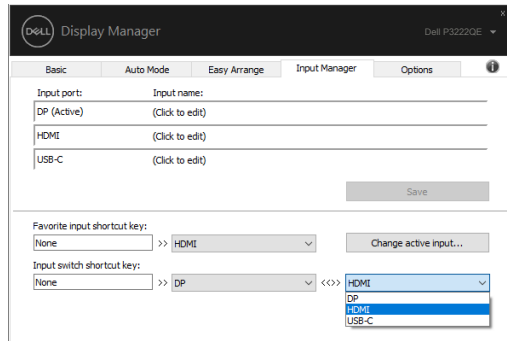 DELL Display Manager Dell P3222QE
x
Basic Auto Mode Easy Arrange Input Manager Options
Input port: Input name:
DP (Active) (Click to edit)
HDMI (Click to edit)
USB-C (Click to edit)
Save
Favorite input shortcut key:
None >> HDMI Change active input...
Input switch shortcut key:
None >> DP <<>> HDMI
DP
HDMI
USB-C